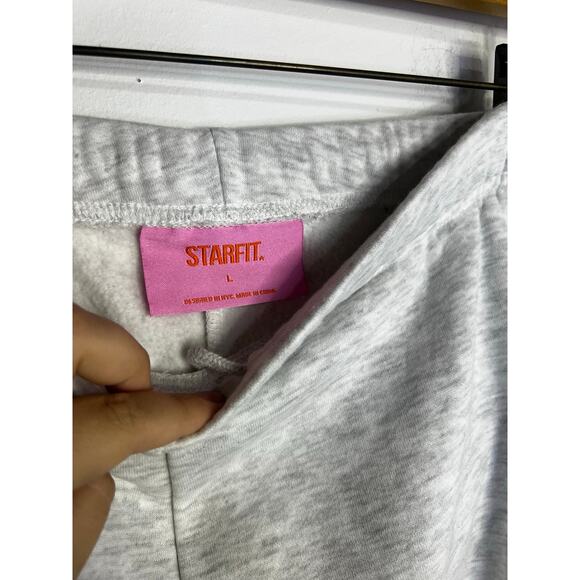 STARFIT.
L
DESIGNED IN NYC. MADE IN CHINA.